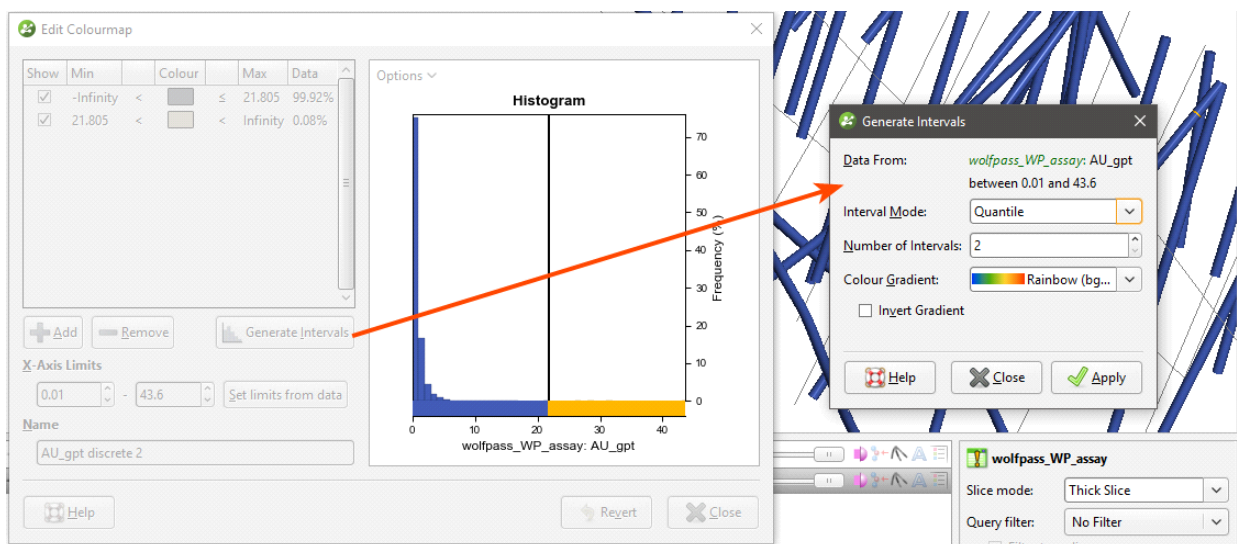 Edit Colourmap
Show Min Colour Max Data
-Infinity < ≤ 21.805 99.92%
21.805 < < Infinity 0.08%
Add Remove Generate Intervals
X-Axis Limits
0.01 - 43.6 Set limits from data
Name
AU_gpt discrete 2
Help Revert Close
Options
Histogram
70
60
50
40
30
20
10
0
Frequency (%)
0 10 20 30 40
wolfpass_WP_assay: AU_gpt
Generate Intervals
Data From: wolfpass_WP_assay: AU_gpt
between 0.01 and 43.6
Interval Mode: Quantile
Number of Intervals: 2
Colour Gradient: Rainbow (bg...
Invert Gradient
Help Close Apply
wolfpass_WP_assay
Slice mode: Thick Slice
Query filter: No Filter